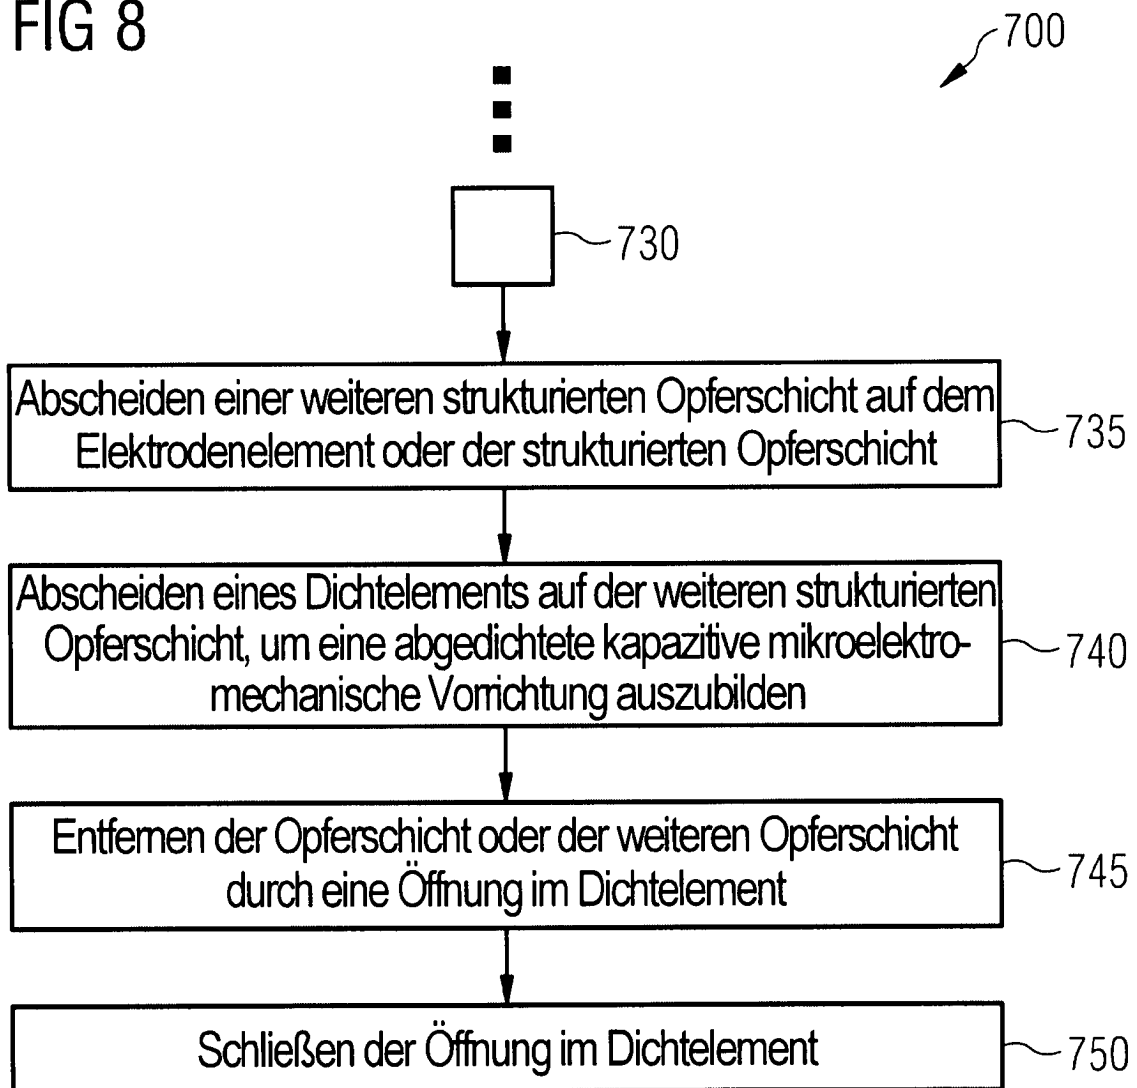 FIG 8
700
730
Abscheiden einer weiteren strukturierten Opferschicht auf dem
Elektrodenelement oder der strukturierten Opferschicht
735
Abscheiden eines Dichtelements auf der weiteren strukturierten
Opferschicht, um eine abgedichtete kapazitive mikroelektro-
mechanische Vorrichtung auszubilden
740
Entfernen der Opferschicht oder der weiteren Opferschicht
durch eine Öffnung im Dichtelement
745
Schließen der Öffnung im Dichtelement
750